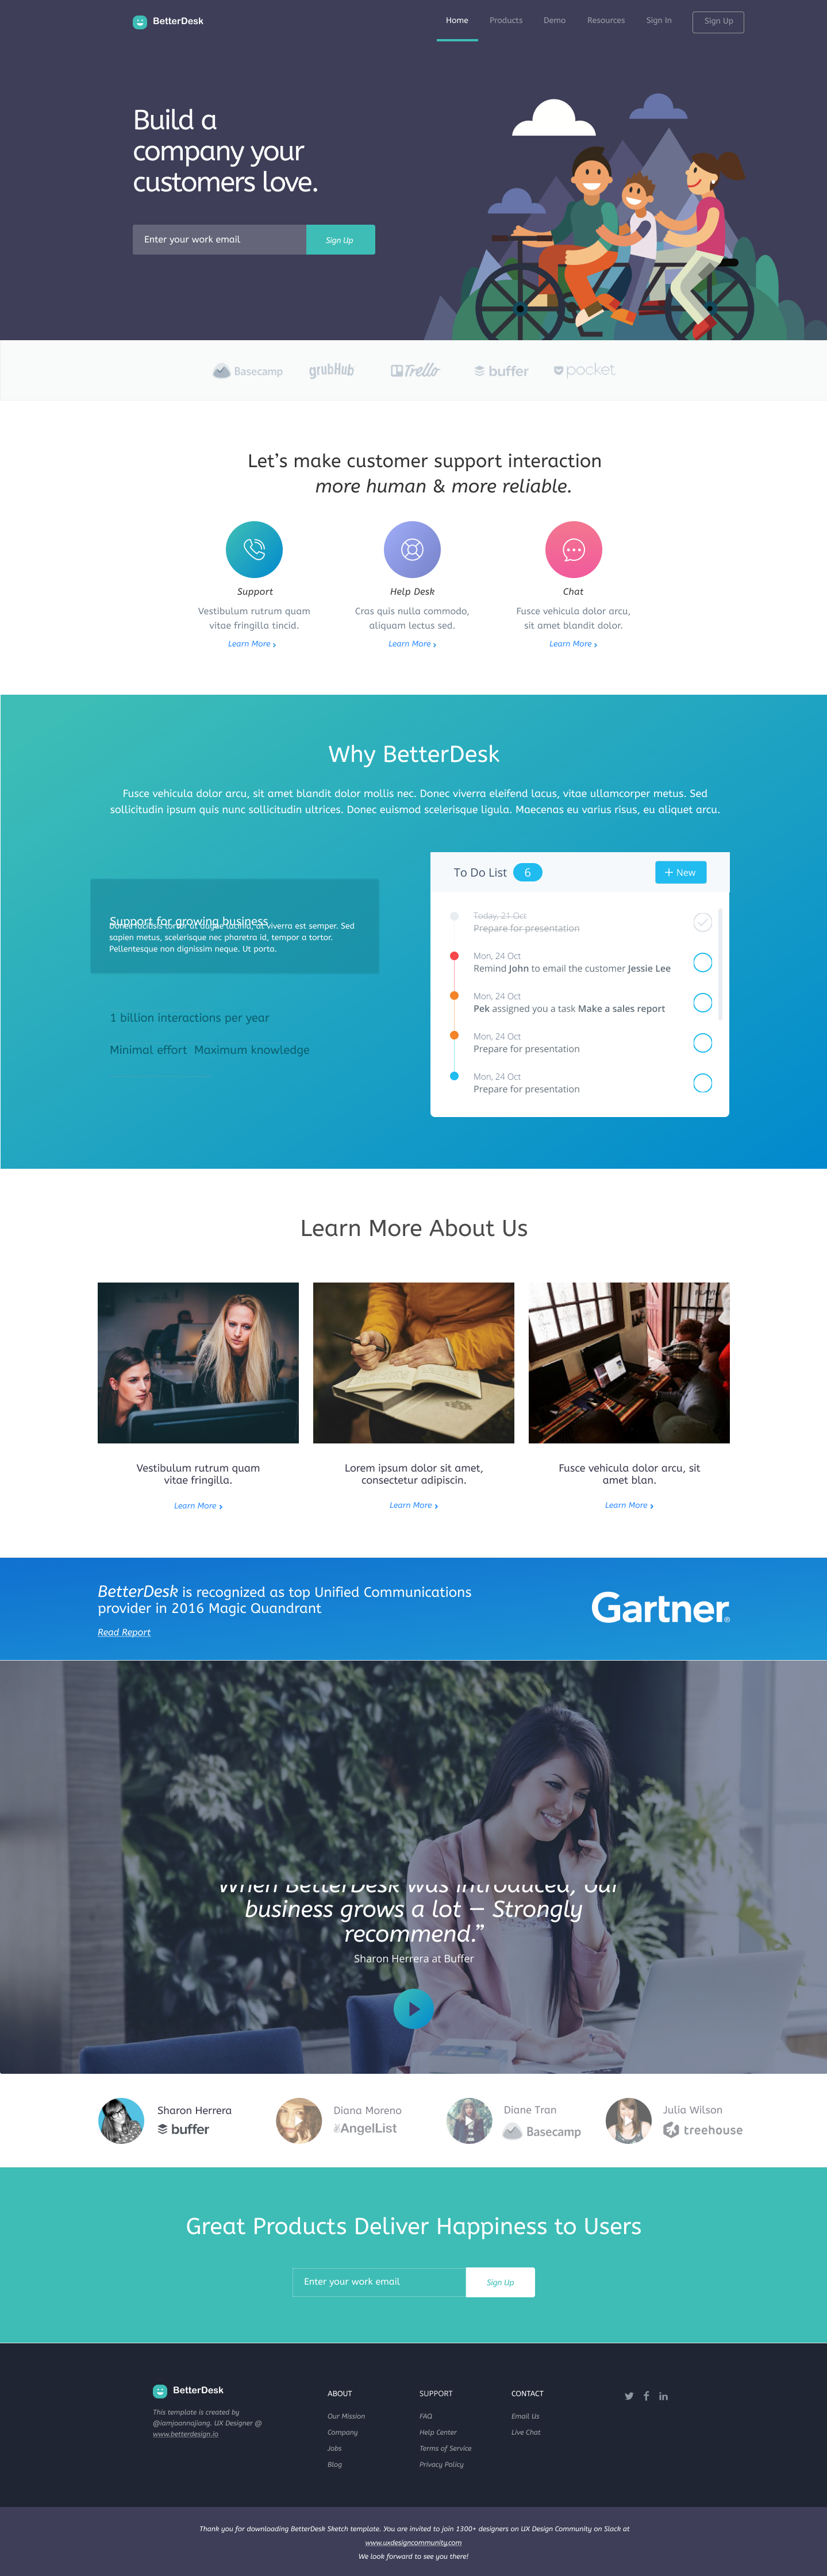 BetterDesk
Home Products Demo Resources Sign In Sign Up
Build a
company your
customers love.
Enter your work email Sign Up
Basecamp grubHub Trello buffer pocket
Let’s make customer support interaction
more human & more reliable.
Support Help Desk Chat
Vestibulum rutrum quam
vitae fringilla tincid.
Learn More ›
Cras quis nulla commodo,
aliquam lectus sed.
Learn More ›
Fusce vehicula dolor arcu,
sit amet blandit dolor.
Learn More ›
Why BetterDesk
Fusce vehicula dolor arcu, sit amet blandit dolor mollis nec. Donec viverra eleifend lacus, vitae ullamcorper metus. Sed
sollicitudin ipsum quis nunc sollicitudin ultrices. Donec euismod scelerisque ligula. Maecenas eu varius risus, eu aliquet arcu.
Support for growing business
Donec facilisis tortor ut augue lacinia, at viverra est semper. Sed
sapien metus, scelerisque nec pharetra id, tempor a tortor.
Pellentesque non dignissim neque. Ut porta.
1 billion interactions per year
Minimal effort Maximum knowledge
To Do List 6 + New
Today, 21 Oct
Prepare for presentation
Mon, 24 Oct
Remind John to email the customer Jessie Lee
Mon, 24 Oct
Pek assigned you a task Make a sales report
Mon, 24 Oct
Prepare for presentation
Mon, 24 Oct
Prepare for presentation
Learn More About Us
Vestibulum rutrum quam
vitae fringilla.
Learn More ›
Lorem ipsum dolor sit amet,
consectetur adipiscin.
Learn More ›
Fusce vehicula dolor arcu, sit
amet blan.
Learn More ›
BetterDesk is recognized as top Unified Communications
provider in 2016 Magic Quandrant
Read Report
Gartner®
When BetterDesk was introduced, our
business grows a lot — Strongly
recommend.”
Sharon Herrera at Buffer
Sharon Herrera
buffer
Diana Moreno
AngelList
Diane Tran
Basecamp
Julia Wilson
treehouse
Great Products Deliver Happiness to Users
Enter your work email Sign Up
BetterDesk
This template is created by
@iamjoannajiang, UX Designer @
www.betterdesign.io
ABOUT
Our Mission
Company
Jobs
Blog
SUPPORT
FAQ
Help Center
Terms of Service
Privacy Policy
CONTACT
Email Us
Live Chat
Thank you for downloading BetterDesk Sketch template. You are invited to join 1300+ designers on UX Design Community on Slack at
www.uxdesigncommunity.com
We look forward to see you there!